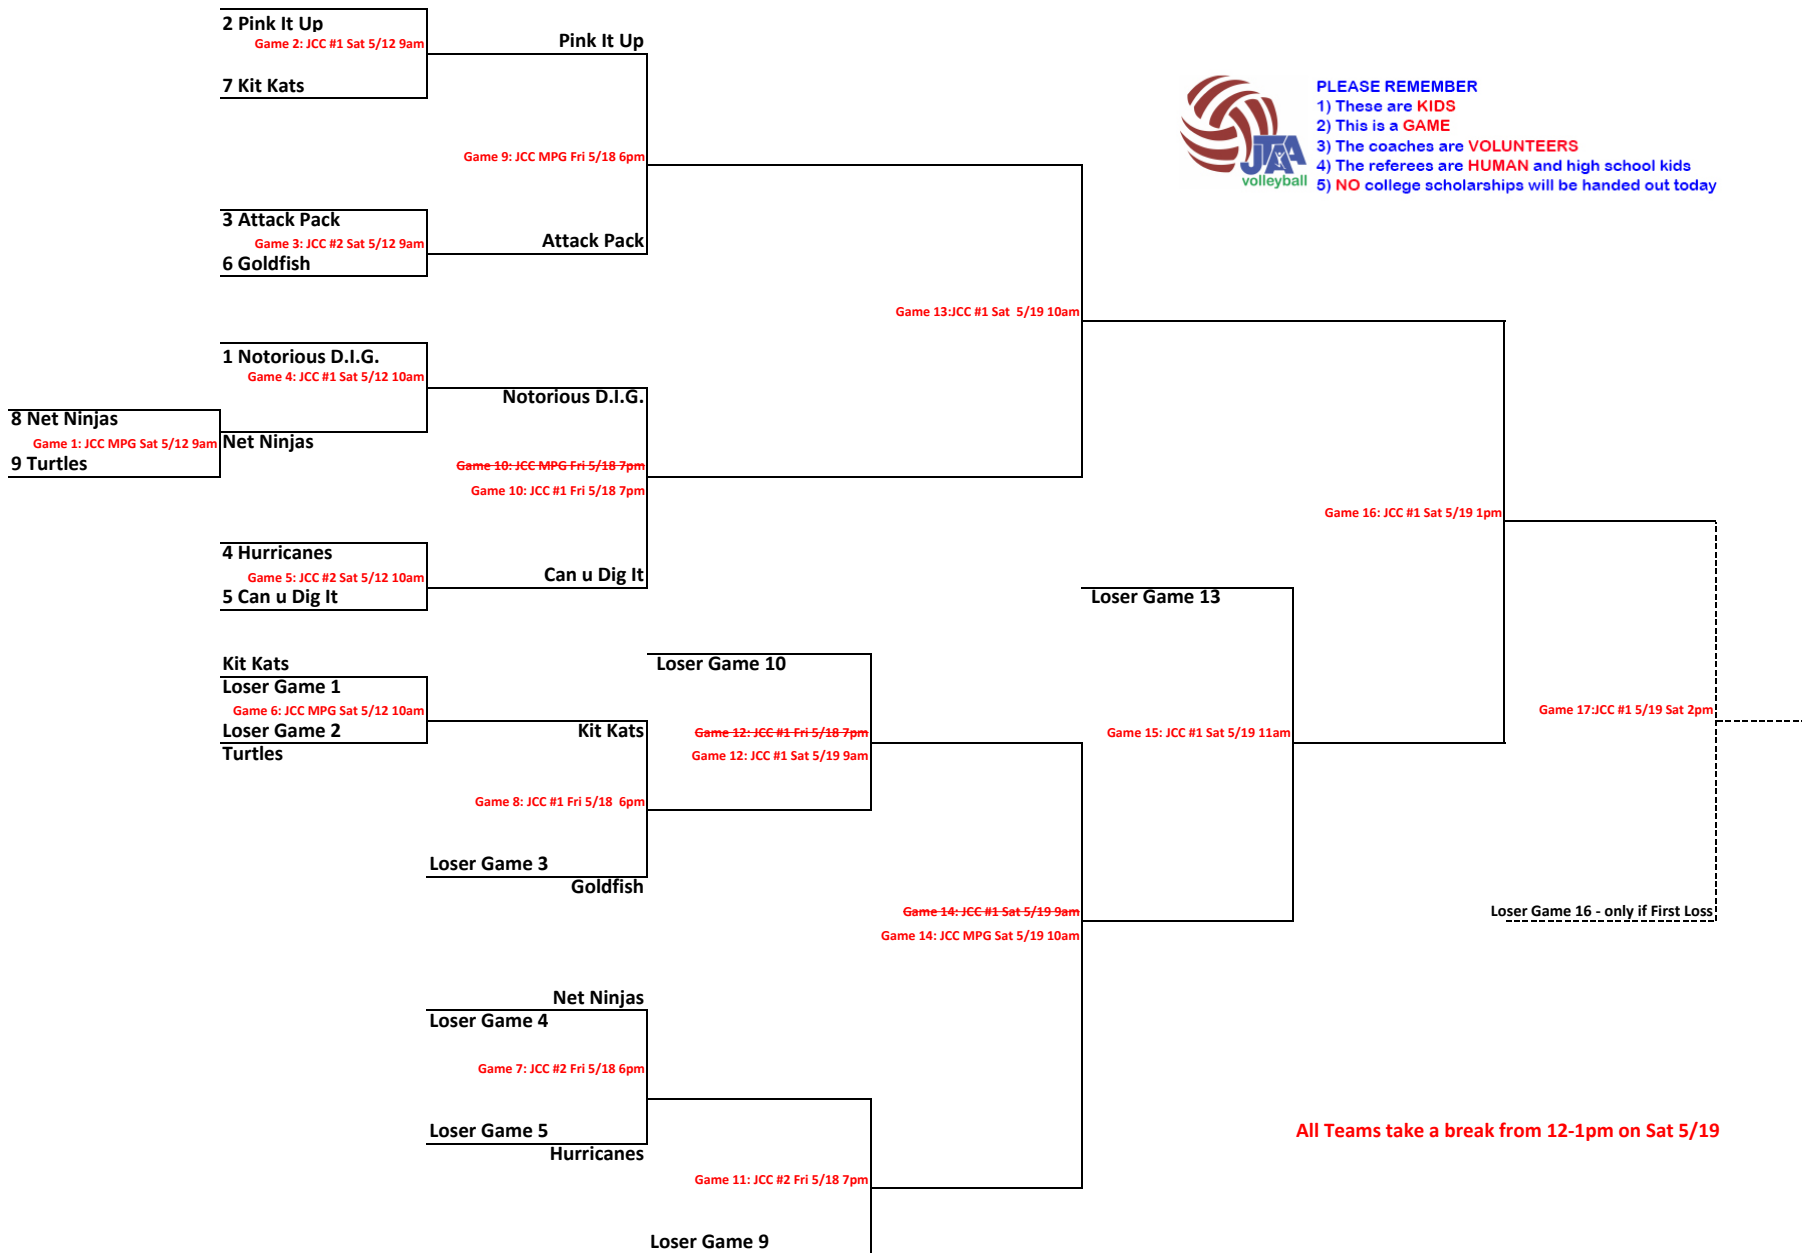 2 Pink It Up
Game 2: JCC #1 Sat 5/12 9am
Pink It Up
7 Kit Kats
PLEASE REMEMBER
1) These are KIDS
2) This is a GAME
3) The coaches are VOLUNTEERS
4) The referees are HUMAN and high school kids
5) NO college scholarships will be handed out today
JTAA
volleyball
Game 9: JCC MPG Fri 5/18 6pm
3 Attack Pack
Game 3: JCC #2 Sat 5/12 9am
Attack Pack
6 Goldfish
Game 13:JCC #1 Sat  5/19 10am
1 Notorious D.I.G.
Game 4: JCC #1 Sat 5/12 10am
Notorious D.I.G.
8 Net Ninjas
Game 1: JCC MPG Sat 5/12 9am
Net Ninjas
9 Turtles
Game 10: JCC MPG Fri 5/18 7pm
Game 10: JCC #1 Fri 5/18 7pm
Game 16: JCC #1 Sat 5/19 1pm
4 Hurricanes
Game 5: JCC #2 Sat 5/12 10am
Can u Dig It
5 Can u Dig It
Loser Game 13
Kit Kats
Loser Game 10
Loser Game 1
Game 6: JCC MPG Sat 5/12 10am
Loser Game 2
Kit Kats
Turtles
Game 12: JCC #1 Fri 5/18 7pm
Game 12: JCC #1 Sat 5/19 9am
Game 15: JCC #1 Sat 5/19 11am
Game 17:JCC #1 5/19 Sat 2pm
Game 8: JCC #1 Fri 5/18  6pm
Loser Game 3
Goldfish
Game 14: JCC #1 Sat 5/19 9am
Game 14: JCC MPG Sat 5/19 10am
Loser Game 16 - only if First Loss
Net Ninjas
Loser Game 4
Game 7: JCC #2 Fri 5/18 6pm
Loser Game 5
Hurricanes
All Teams take a break from 12-1pm on Sat 5/19
Game 11: JCC #2 Fri 5/18 7pm
Loser Game 9